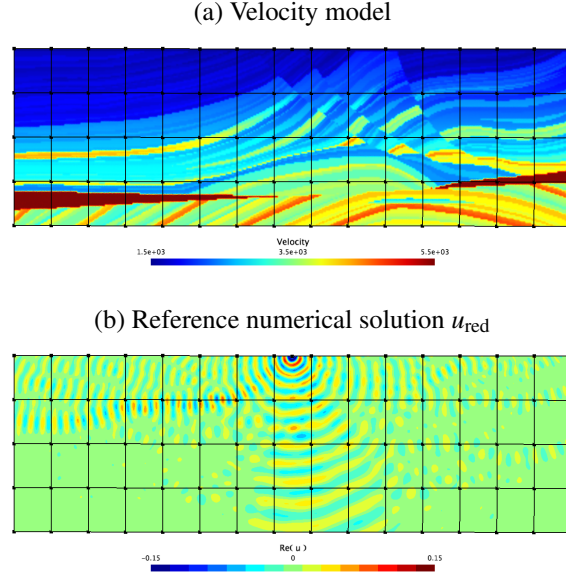 (a) Velocity model
Velocity
1.5e+03 3.5e+03 5.5e+03
(b) Reference numerical solution u_red
Re( u )
-0.15 0 0.15